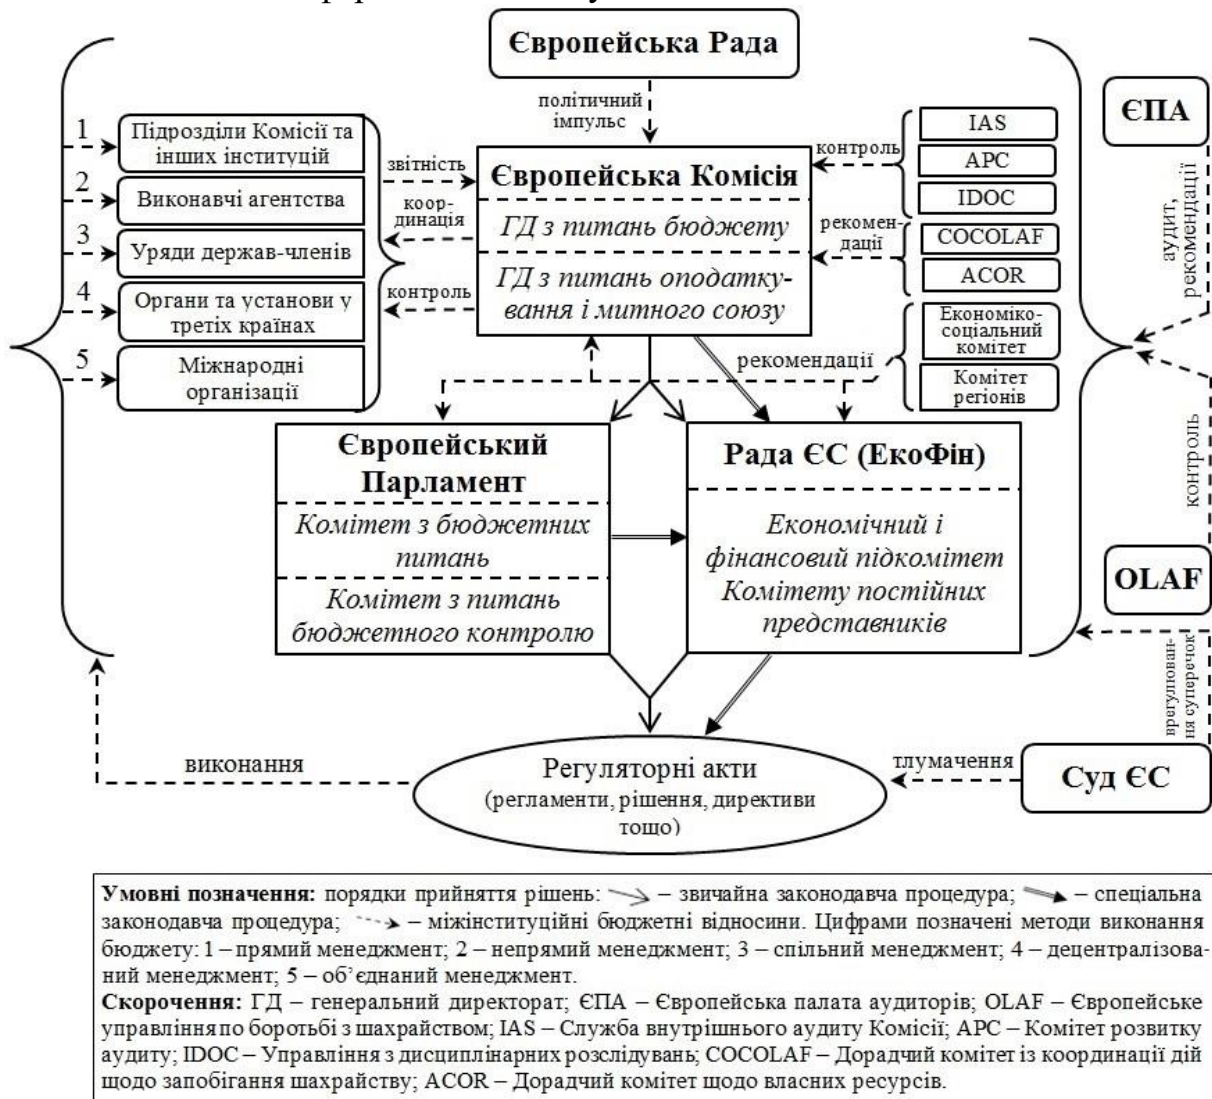 Європейська Рада
політичний
імпульс
ЄПА
аудит,
рекомендації
1
Підрозділи Комісії та
інших інституцій
2
Виконавчі агентства
3
Уряди держав-членів
4
Органи та установи у
третіх країнах
5
Міжнародні
організації
звітність
коор-
динація
контроль
Європейська Комісія
ГД з питань бюджету
ГД з питань оподатку-
вання і митного союзу
контроль
рекомен-
дації
IAS
APC
IDOC
COCOLAF
ACOR
Економіко-
соціальний
комітет
Комітет
регіонів
рекомендації
контроль
Європейський
Парламент
Комітет з бюджетних
питань
Комітет з питань
бюджетного контролю
Рада ЄС (ЕкоФін)
Економічний і
фінансовий підкомітет
Комітету постійних
представників
OLAF
врегулюван-
ня суперечок
виконання
Регуляторні акти
(регламенти, рішення, директиви
тощо)
тлумачення
Суд ЄС
Умовні позначення: порядки прийняття рішень: – звичайна законодавча процедура; – спеціальна
законодавча процедура; – міжінституційні бюджетні відносини. Цифрами позначені методи виконання
бюджету: 1 – прямий менеджмент; 2 – непрямий менеджмент; 3 – спільний менеджмент; 4 – децентралізова-
ний менеджмент; 5 – об’єднаний менеджмент.
Скорочення: ГД – генеральний директорат; ЄПА – Європейська палата аудиторів; OLAF – Європейське
управління по боротьбі з шахрайством; IAS – Служба внутрішнього аудиту Комісії; APC – Комітет розвитку
аудиту; IDOC – Управління з дисциплінарних розслідувань; COCOLAF – Дорадчий комітет із координації дій
щодо запобігання шахрайству; ACOR – Дорадчий комітет щодо власних ресурсів.